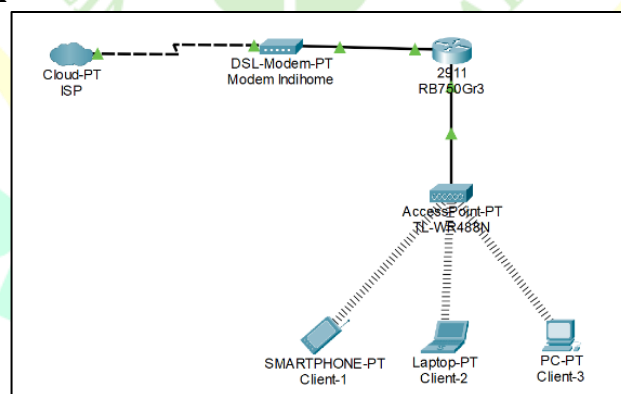 Cloud-PT
ISP
DSL-Modem-PT
Modem Indihome
2911
RB750Gr3
AccessPoint-PT
TL-WR488N
SMARTPHONE-PT
Client-1
Laptop-PT
Client-2
PC-PT
Client-3